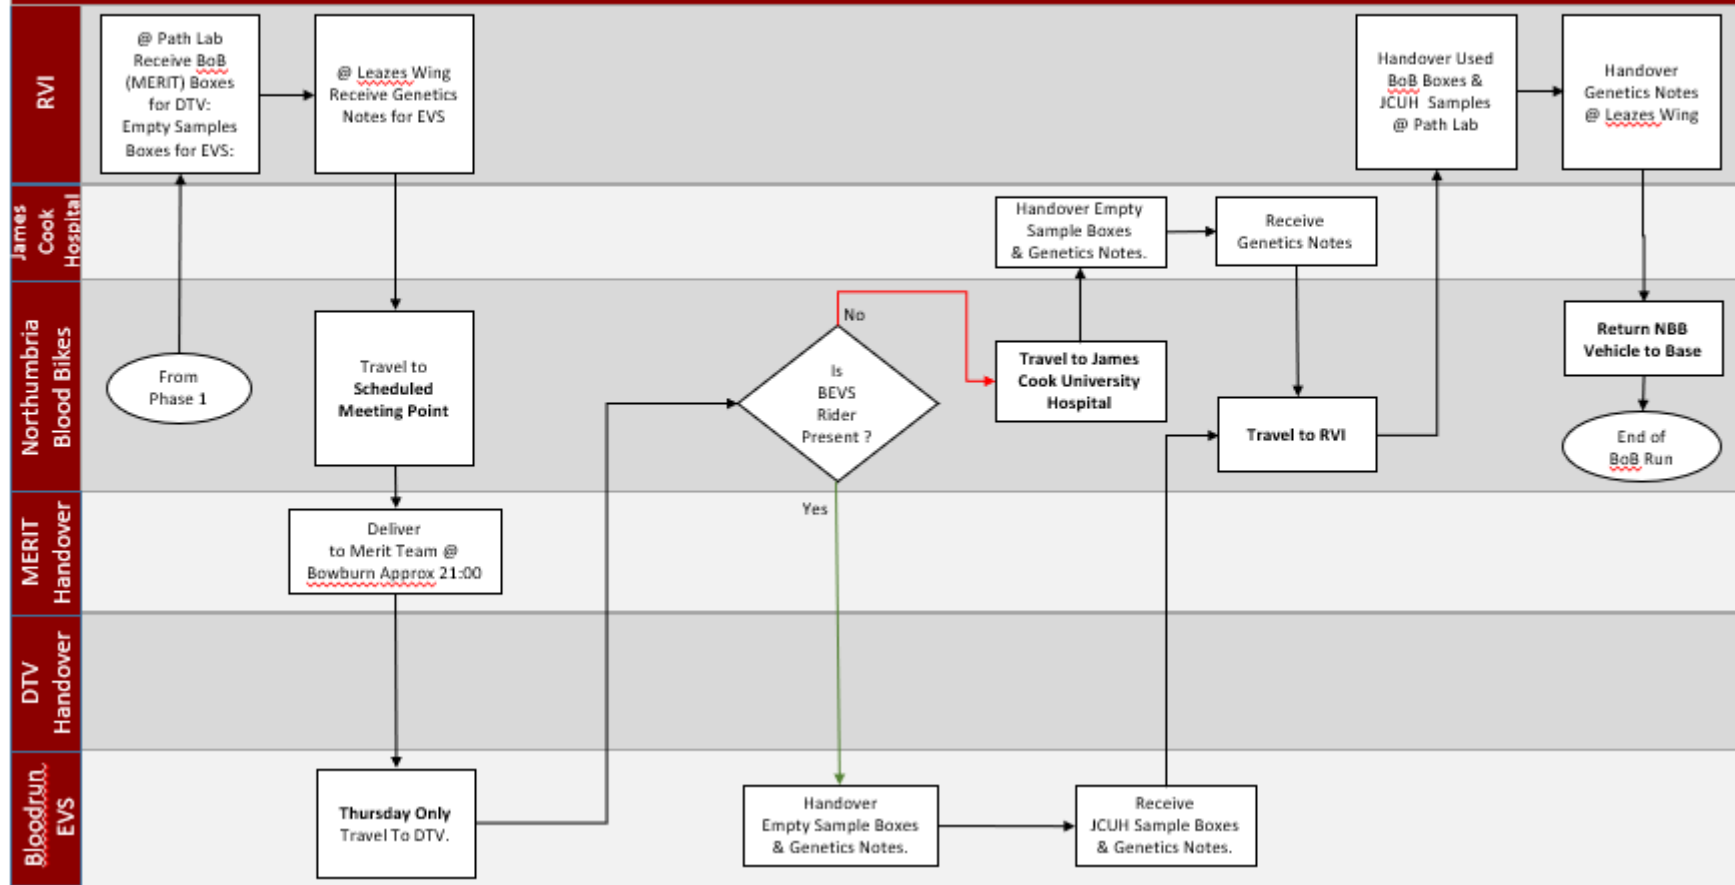 RVI
@ Path Lab
Receive BoB
(MERIT) Boxes
for DTV:
Empty Samples
Boxes for EVS:
@ Leazes Wing
Receive Genetics
Notes for EVS
Handover Used
BoB Boxes &
JCUH Samples
@ Path Lab
Handover
Genetics Notes
@ Leazes Wing
James
Cook
Hospital
Handover Empty
Sample Boxes
& Genetics Notes.
Receive
Genetics Notes
Northumbria
Blood Bikes
From
Phase 1
Travel to
Scheduled
Meeting Point
No
Is
BEVS
Rider
Present ?
Yes
Travel to James
Cook University
Hospital
Travel to RVI
Return NBB
Vehicle to Base
End of
BoB Run
MERIT
Handover
Deliver
to Merit Team @
Bowburn Approx 21:00
DTV
Handover
Bloodrun
EVS
Thursday Only
Travel To DTV.
Handover
Empty Sample Boxes
& Genetics Notes.
Receive
JCUH Sample Boxes
& Genetics Notes.